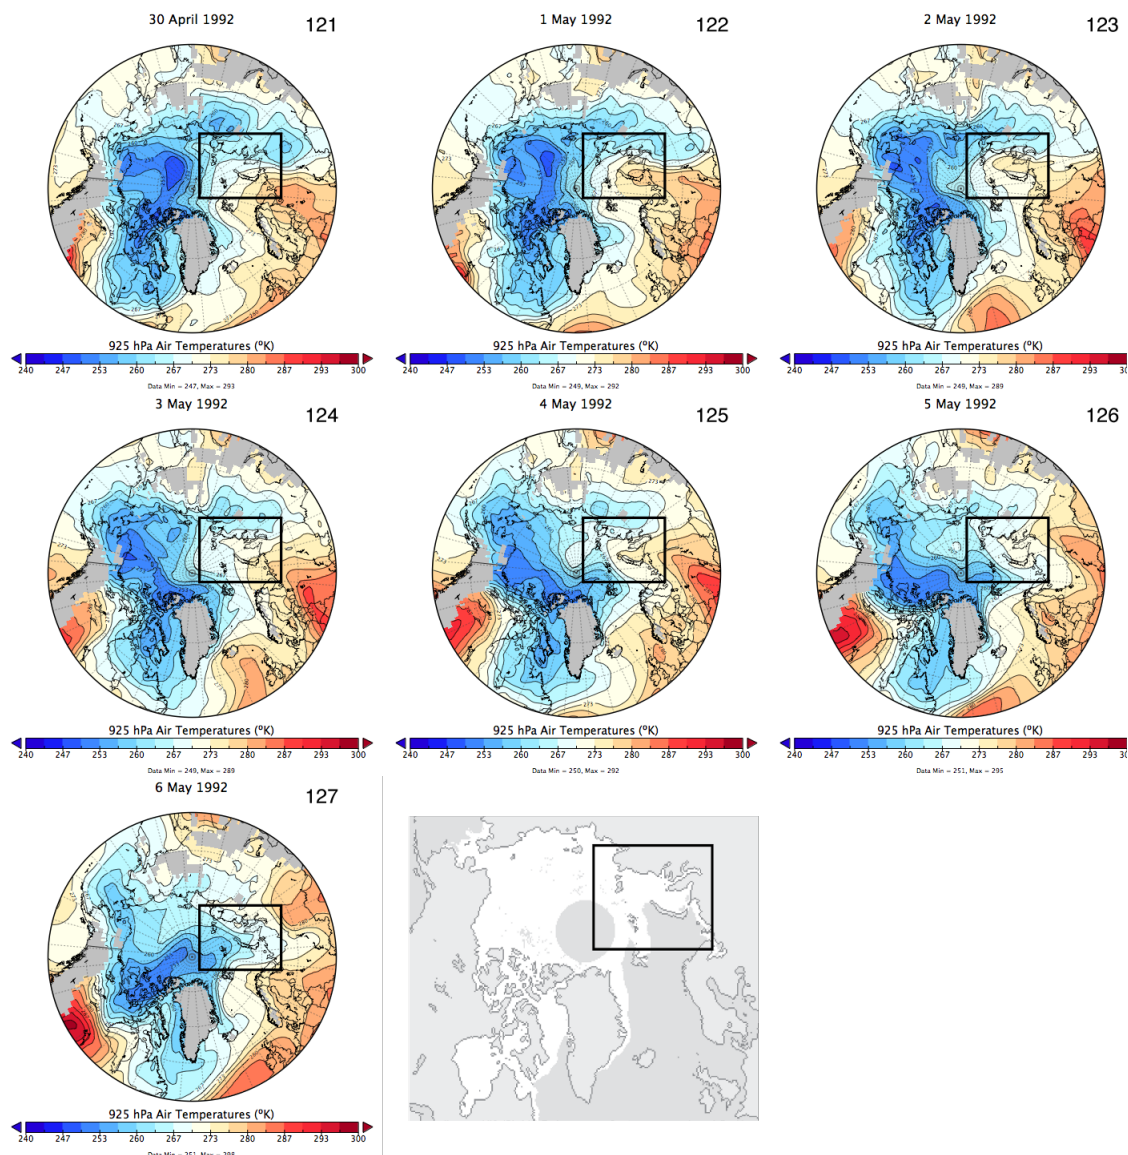 30 April 1992 121
1 May 1992 122
2 May 1992 123
925 hPa Air Temperatures (°K)
240 247 253 260 267 273 280 287 293 300
Data Min = 247, Max = 293
925 hPa Air Temperatures (°K)
240 247 253 260 267 273 280 287 293 300
Data Min = 249, Max = 292
925 hPa Air Temperatures (°K)
240 247 253 260 267 273 280 287 293 30
Data Min = 249, Max = 289
3 May 1992 124
4 May 1992 125
5 May 1992 126
925 hPa Air Temperatures (°K)
240 247 253 260 267 273 280 287 293 300
Data Min = 249, Max = 289
925 hPa Air Temperatures (°K)
240 247 253 260 267 273 280 287 293 300
Data Min = 250, Max = 292
925 hPa Air Temperatures (°K)
240 247 253 260 267 273 280 287 293 30
Data Min = 251, Max = 295
6 May 1992 127
925 hPa Air Temperatures (°K)
240 247 253 260 267 273 280 287 293 300
Data Min = 251, Max = 298